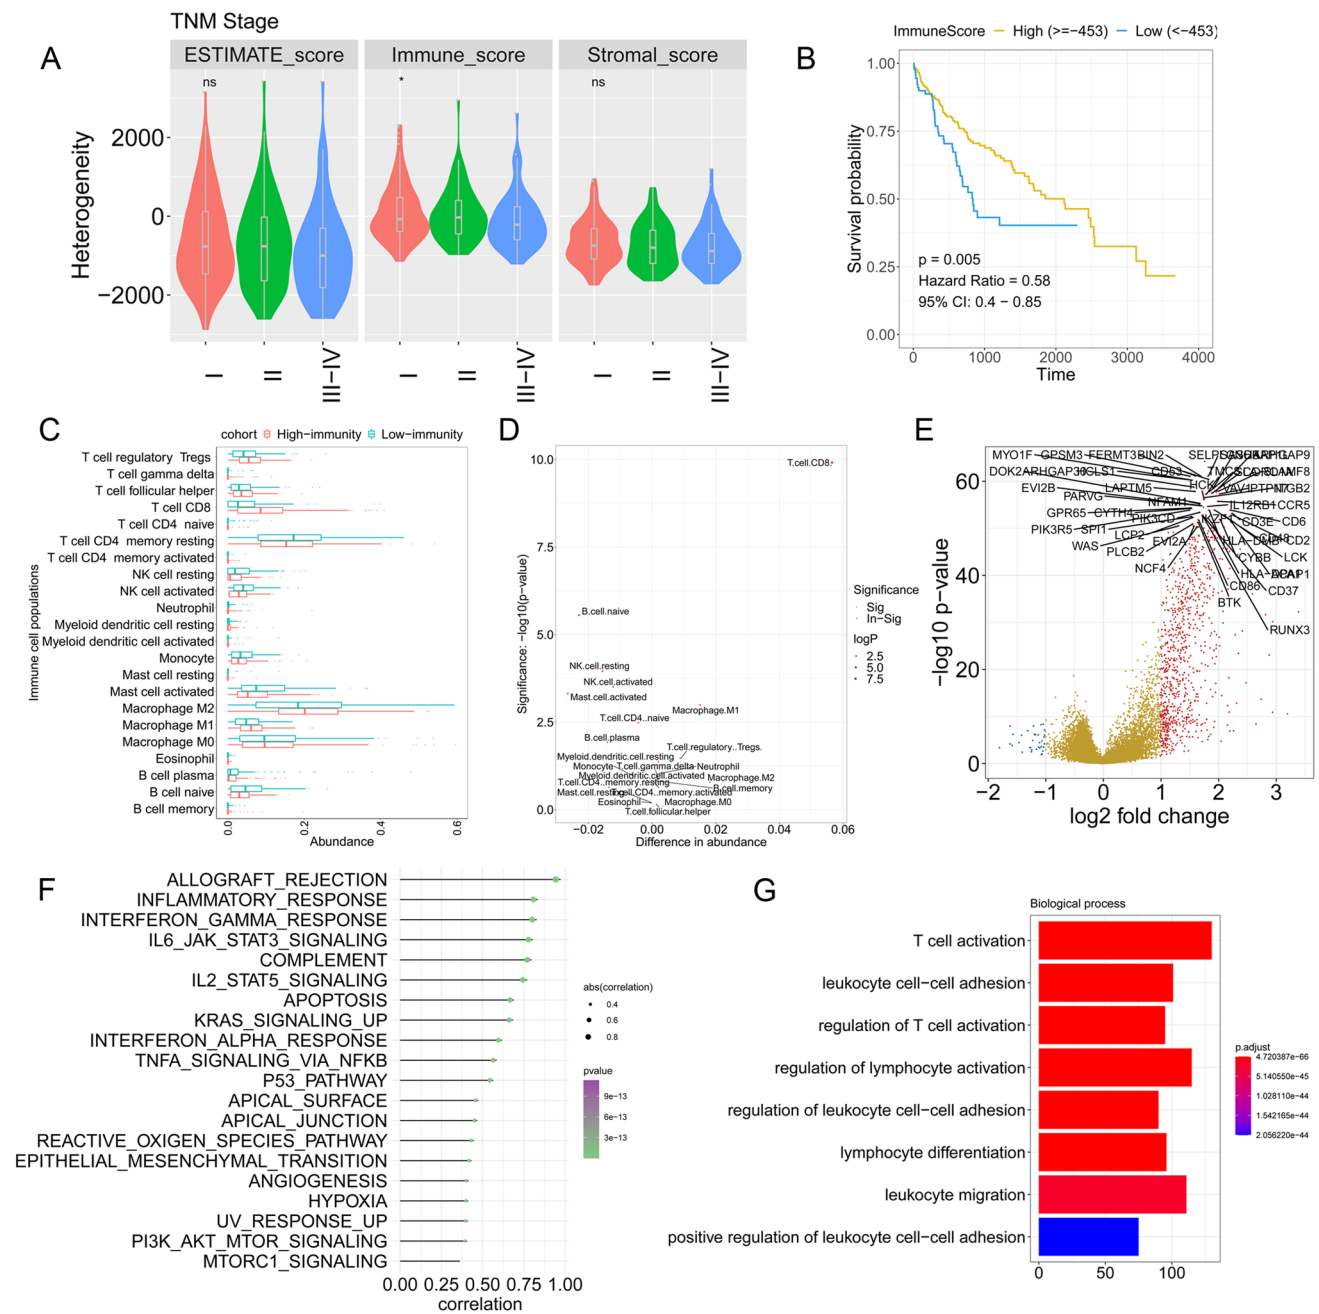 TNM Stage
A
ESTIMATE_score
Immune_score
Stromal_score
ns
*
ns
Heterogeneity
2000
0
−2000
I
II
III−IV
I
II
III−IV
I
II
III−IV
B
ImmuneScore High (>=−453) Low (<−453)
Survival probability
1.00
0.75
0.50
0.25
0.00
p = 0.005
Hazard Ratio = 0.58
95% CI: 0.4 − 0.85
0 1000 2000 3000 4000
Time
C
cohort High−immunity Low−immunity
Immune cell populations
T cell regulatory Tregs
T cell gamma delta
T cell follicular helper
T cell CD8
T cell CD4 naive
T cell CD4 memory resting
T cell CD4 memory activated
NK cell resting
NK cell activated
Neutrophil
Myeloid dendritic cell resting
Myeloid dendritic cell activated
Monocyte
Mast cell resting
Mast cell activated
Macrophage M2
Macrophage M1
Macrophage M0
Eosinophil
B cell plasma
B cell naive
B cell memory
0.0 0.2 0.4 0.6
Abundance
D
Significance: −log10(p−value)
10.0
7.5
5.0
2.5
0.0
T.cell.CD8
B.cell.naive
NK.cell.resting
NK.cell.activated
Mast.cell.activated
Macrophage.M1
T.cell.CD4..naive
B.cell.plasma
T.cell.regulatory..Tregs.
Myeloid.dendritic.cell.resting
Monocyte T.cell.gamma.delta Neutrophil
Myeloid.dendritic.cell.activated
Macrophage.M2
T.cell.CD4..memory.resting
B.cell.memory
Mast.cell.resting T.cell.CD4..memory.activated
Eosinophil Macrophage.M0
T.cell.follicular.helper
−0.02 0.00 0.02 0.04 0.06
Difference in abundance
Significance
Sig
In−Sig
logP
2.5
5.0
7.5
E
−log10 p−value
60
40
20
0
MYO1F GPSM3 FERMT3 BIN2
DOK2 CD53
EVI2B LAPTM5 HCK
PARVG NFAM1 IL12RB1 CCR5
GPR65 CYTH4 PIK3CD CD3E CD6
PIK3R5 SPI1 LCP2 CD2
WAS EVI2A
PLCB2 CYBB LCK
NCF4
CD86 CD37
BTK
RUNX3
−2 −1 0 1 2 3
log2 fold change
F
ALLOGRAFT_REJECTION
INFLAMMATORY_RESPONSE
INTERFERON_GAMMA_RESPONSE
IL6_JAK_STAT3_SIGNALING
COMPLEMENT
IL2_STAT5_SIGNALING
APOPTOSIS
KRAS_SIGNALING_UP
INTERFERON_ALPHA_RESPONSE
TNFA_SIGNALING_VIA_NFKB
P53_PATHWAY
APICAL_SURFACE
APICAL_JUNCTION
REACTIVE_OXIGEN_SPECIES_PATHWAY
EPITHELIAL_MESENCHYMAL_TRANSITION
ANGIOGENESIS
HYPOXIA
UV_RESPONSE_UP
PI3K_AKT_MTOR_SIGNALING
MTORC1_SIGNALING
0.00 0.25 0.50 0.75 1.00
correlation
abs(correlation)
0.4
0.6
0.8
pvalue
9e−13
6e−13
3e−13
G
Biological process
T cell activation
leukocyte cell−cell adhesion
regulation of T cell activation
regulation of lymphocyte activation
regulation of leukocyte cell−cell adhesion
lymphocyte differentiation
leukocyte migration
positive regulation of leukocyte cell−cell adhesion
0 50 100
p.adjust
4.720387e−66
5.140550e−45
1.028110e−44
1.542165e−44
2.056220e−44